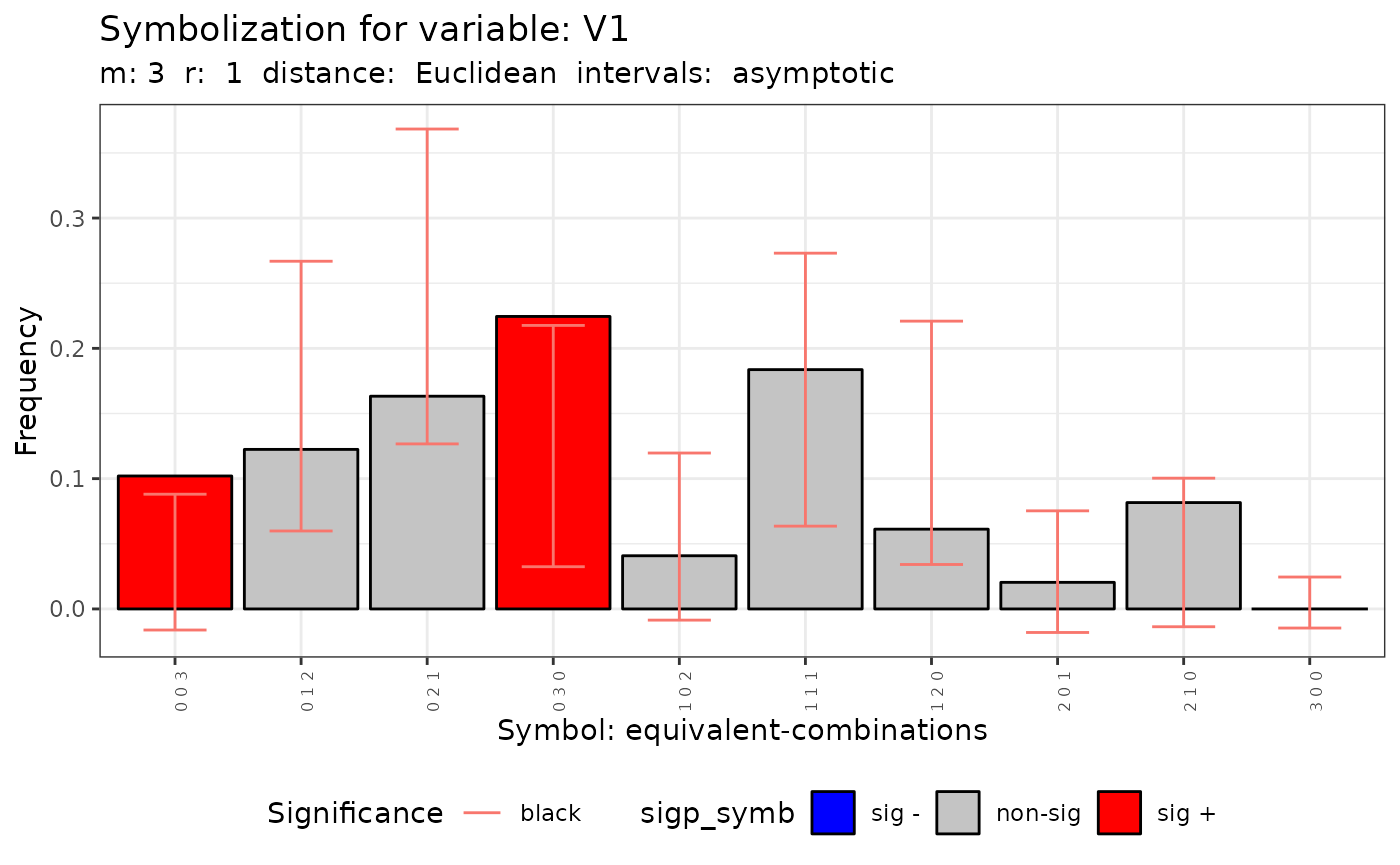 Symbolization for variable: V1
m: 3  r:  1  distance:  Euclidean  intervals:  asymptotic
Frequency
0.3
0.2
0.1
0.0
0 0 3
0 1 2
0 2 1
0 3 0
1 0 2
1 1 1
1 2 0
2 0 1
2 1 0
3 0 0
Symbol: equivalent-combinations
Significance  black  sigp_symb  sig -  non-sig  sig +